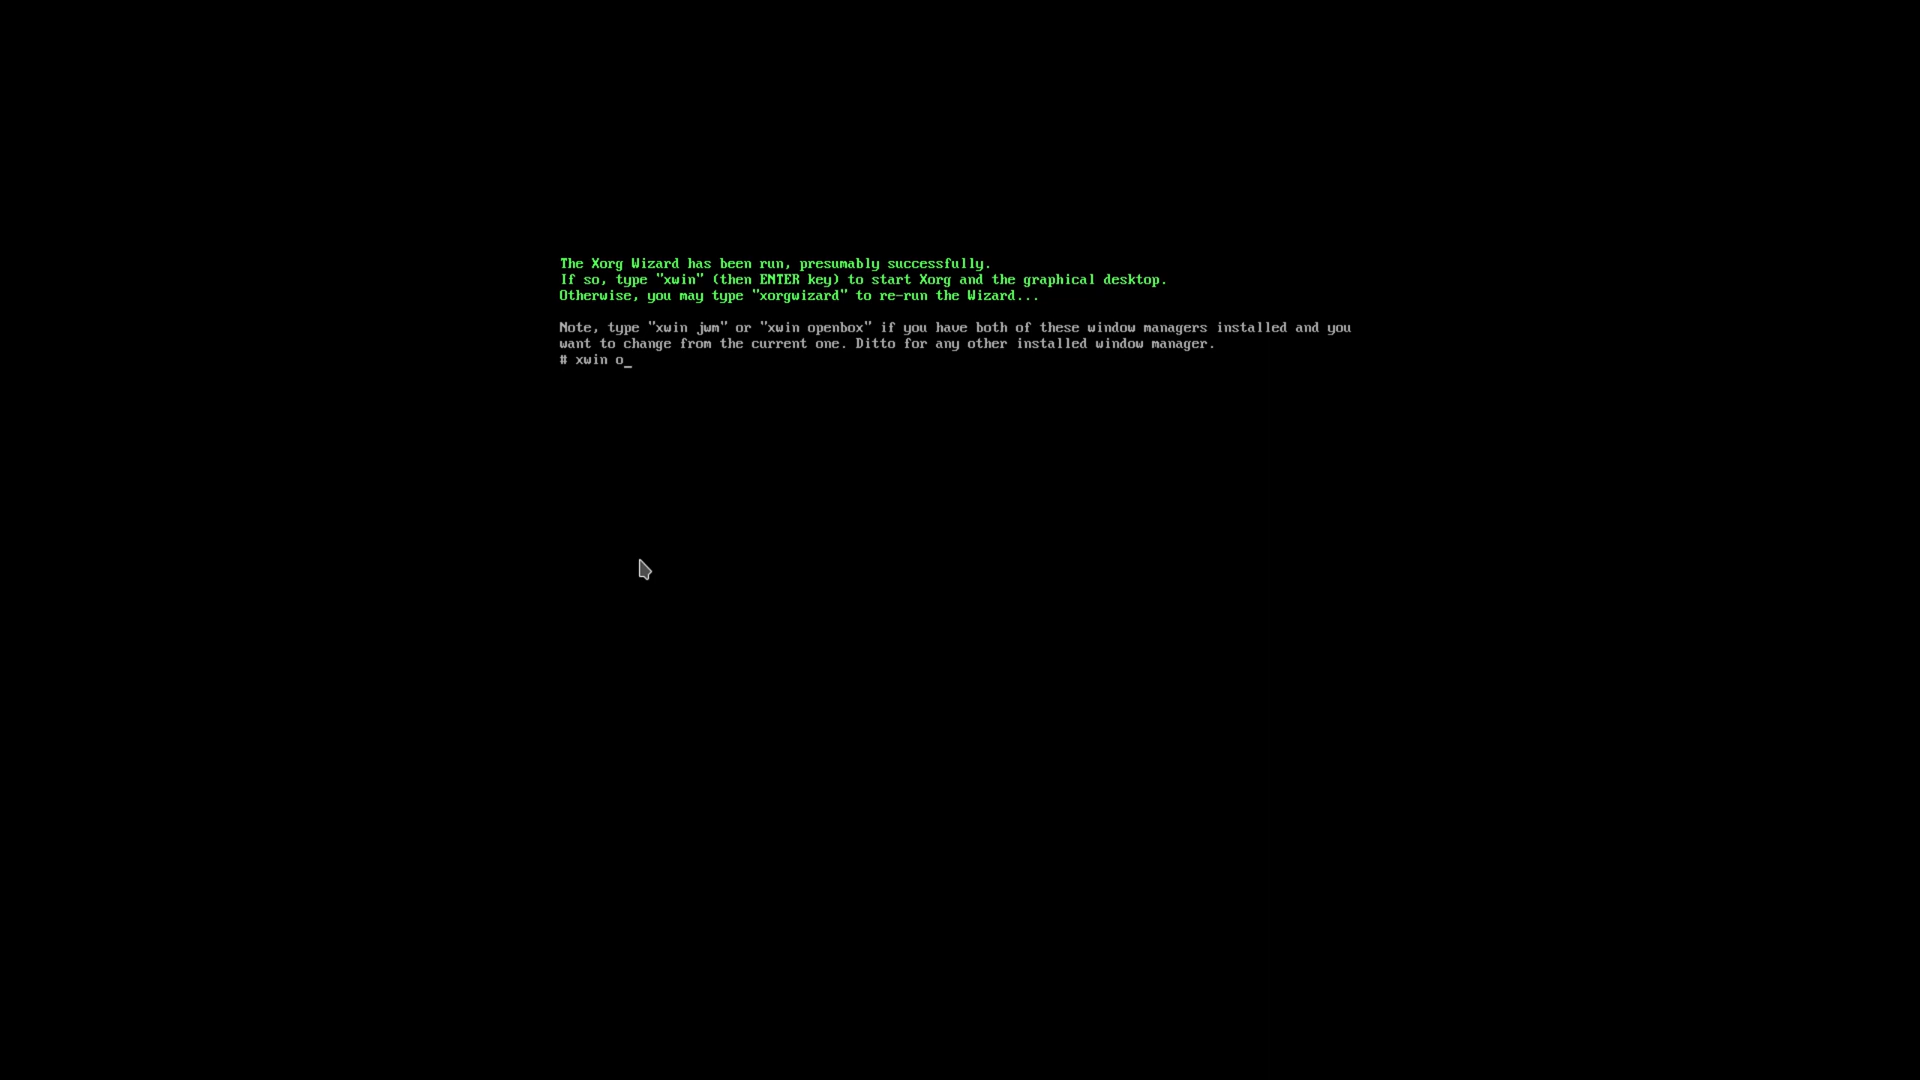 The Xorg Wizard has been run, presumably successfully.
If so, type "xwin" (then ENTER key) to start Xorg and the graphical desktop.
Otherwise, you may type "xorgwizard" to re-run the Wizard...
Note, type "xwin jwm" or "xwin openbox" if you have both of these window managers installed and you
want to change from the current one. Ditto for any other installed window manager.
# xwin o_